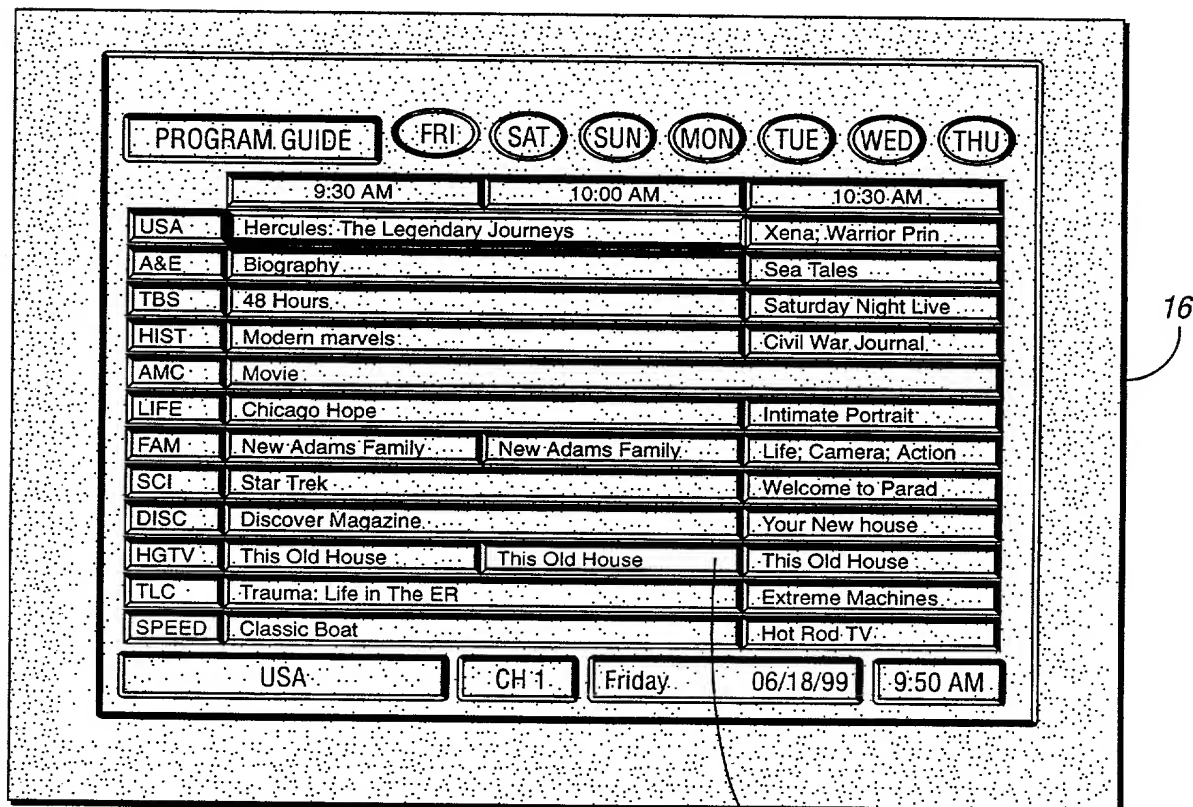 PROGRAM GUIDE FRI SAT SUN MON TUE WED THU
9:30 AM 10:00 AM 10:30 AM
USA Hercules: The Legendary Journeys Xena; Warrior Prin
A&E Biography Sea Tales
TBS 48 Hours Saturday Night Live
HIST Modern marvels Civil War Journal
AMC Movie
LIFE Chicago Hope Intimate Portrait
FAM New Adams Family New Adams Family Life; Camera; Action
SCI Star Trek Welcome to Parad
DISC Discover Magazine Your New house
HGTV This Old House This Old House This Old House
TLC Trauma: Life in The ER Extreme Machines
SPEED Classic Boat Hot Rod TV
USA CH 1 Friday 06/18/99 9:50 AM
16